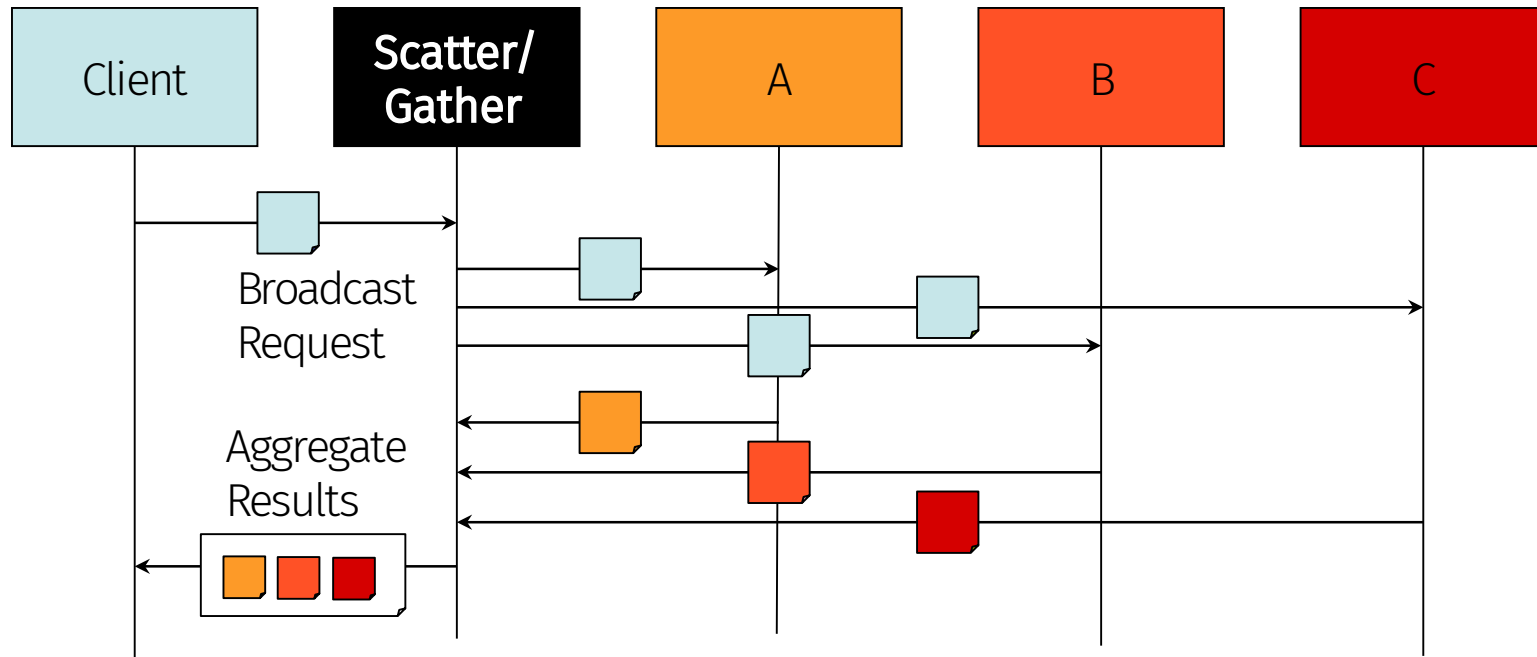 Client
Scatter/
Gather
A
B
C
Broadcast
Request
Aggregate
Results